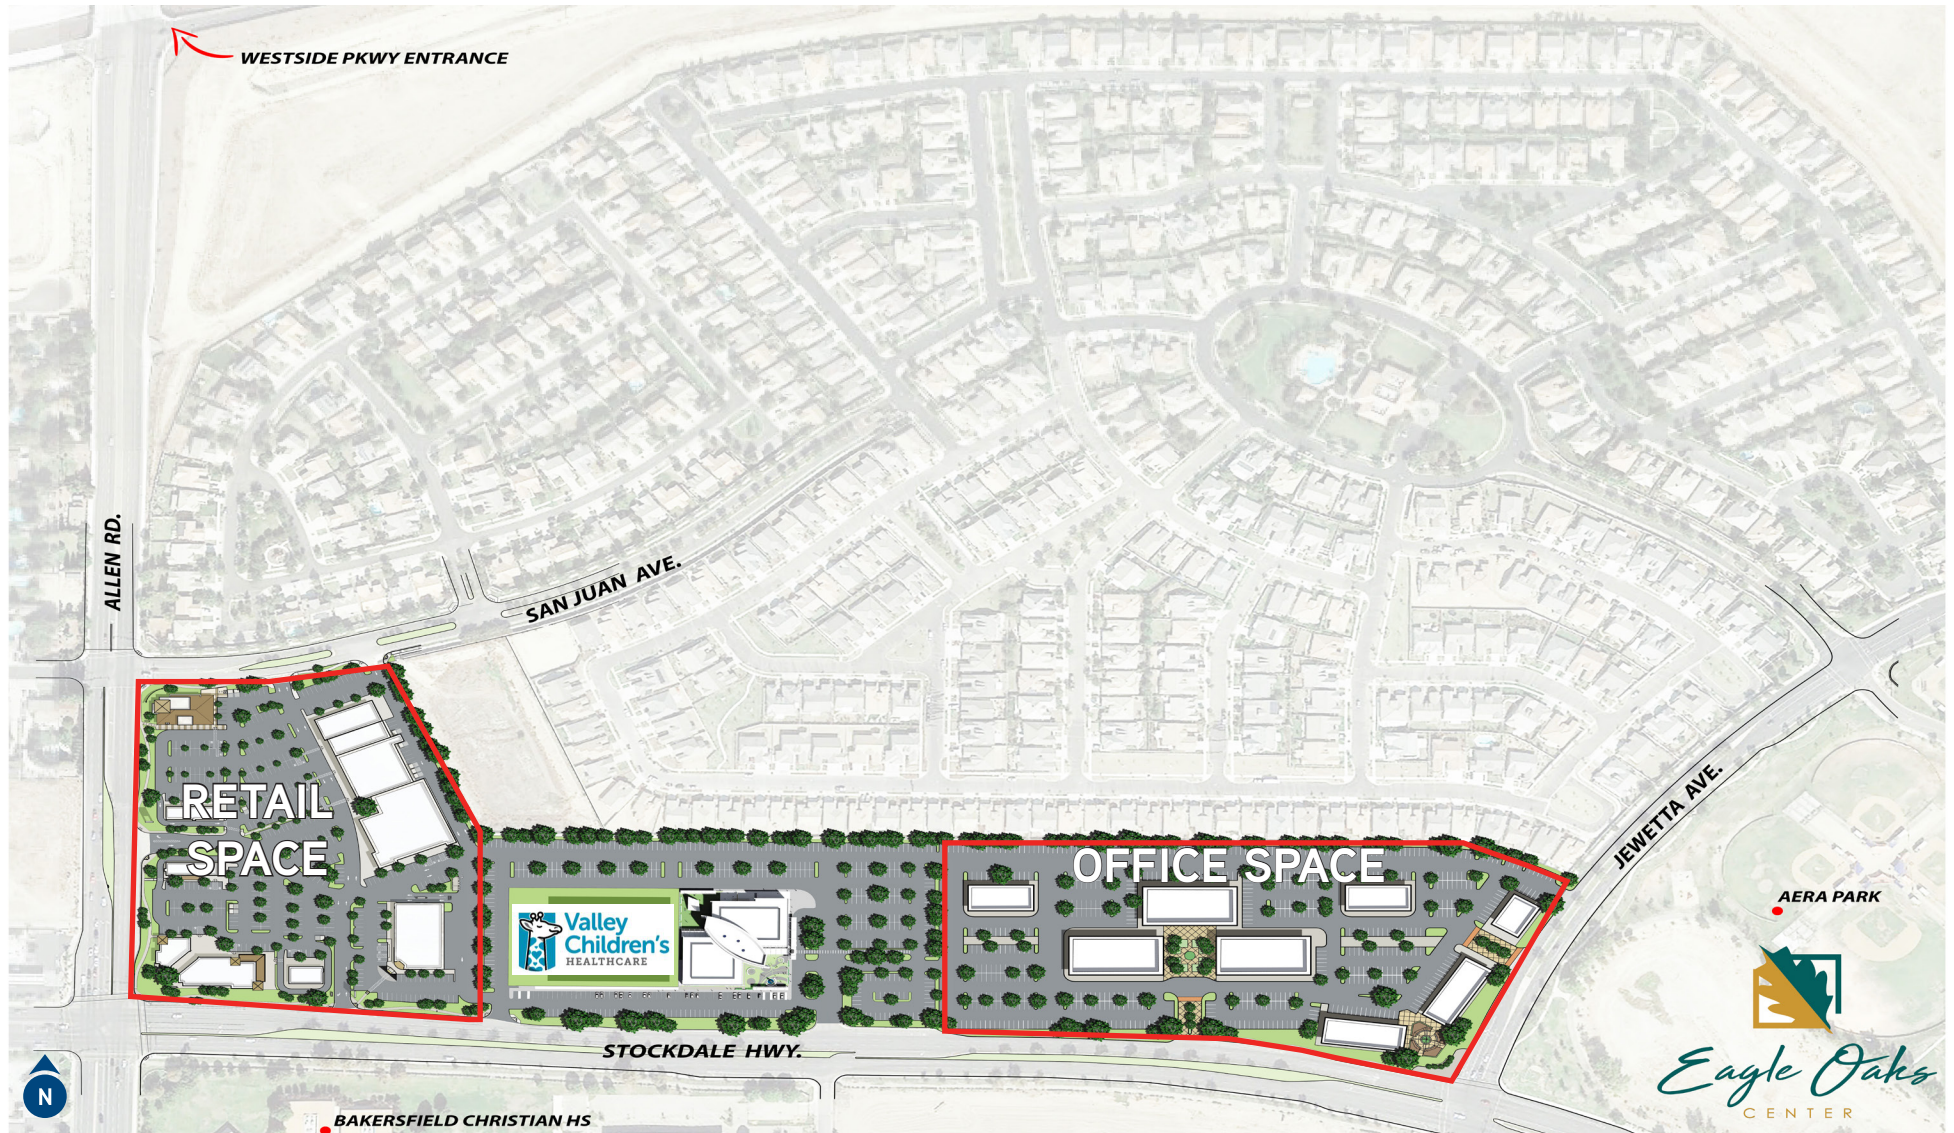 WESTSIDE PKWY ENTRANCE
ALLEN RD.
SAN JUAN AVE.
RETAIL
SPACE
OFFICE SPACE
Valley
Children's
HEALTHCARE
JEWETTA AVE.
AERA PARK
STOCKDALE HWY.
N
BAKERSFIELD CHRISTIAN HS
Eagle Oaks
CENTER